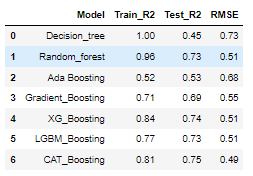 Model Train_R2 Test_R2 RMSE
0 Decision_tree 1.00 0.45 0.73
1 Random_forest 0.96 0.73 0.51
2 Ada Boosting 0.52 0.53 0.68
3 Gradient_Boosting 0.71 0.69 0.55
4 XG_Boosting 0.84 0.74 0.51
5 LGBM_Boosting 0.77 0.73 0.51
6 CAT_Boosting 0.81 0.75 0.49